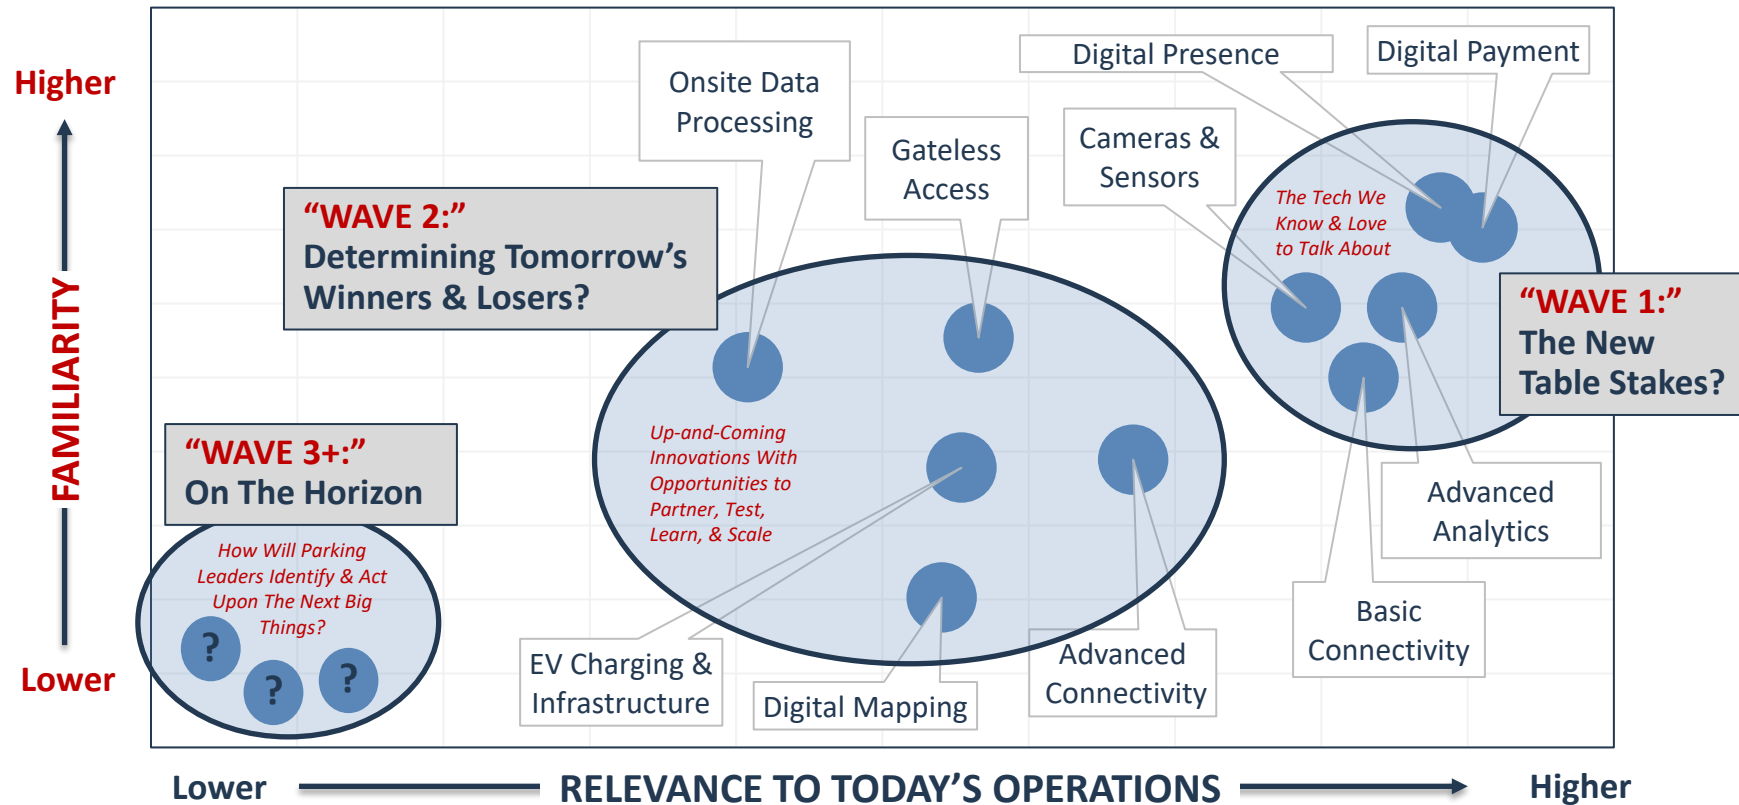 Higher
FAMILIARITY
Lower
Onsite Data
Processing
Gateless
Access
Digital Presence
Digital Payment
Cameras &
Sensors
The Tech We
Know & Love
to Talk About
“WAVE 2:”
Determining Tomorrow’s
Winners & Losers?
“WAVE 1:”
The New
Table Stakes?
Up-and-Coming
Innovations With
Opportunities to
Partner, Test,
Learn, & Scale
“WAVE 3+:”
On The Horizon
How Will Parking
Leaders Identify & Act
Upon The Next Big
Things?
?
?
?
EV Charging &
Infrastructure
Digital Mapping
Advanced
Connectivity
Basic
Connectivity
Advanced
Analytics
Lower
RELEVANCE TO TODAY’S OPERATIONS
Higher